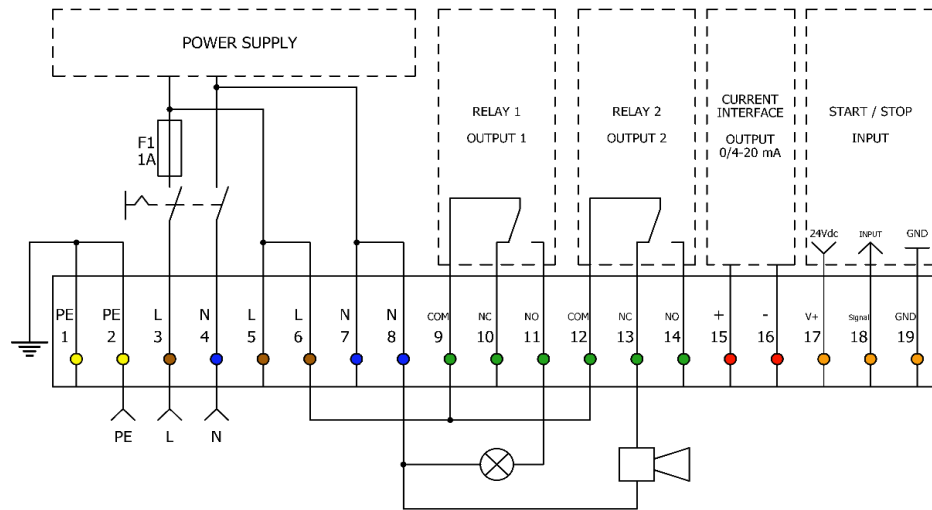 POWER SUPPLY
RELAY 1
OUTPUT 1
RELAY 2
OUTPUT 2
CURRENT
INTERFACE
OUTPUT
0/4-20 mA
START / STOP
INPUT
F1
1A
24Vdc
INPUT
GND
PE
1
PE
2
L
3
N
4
L
5
L
6
N
7
N
8
COM
9
NC
10
NO
11
COM
12
NC
13
NO
14
+
15
-
16
V+
17
Signal
18
GND
19
PE
L
N